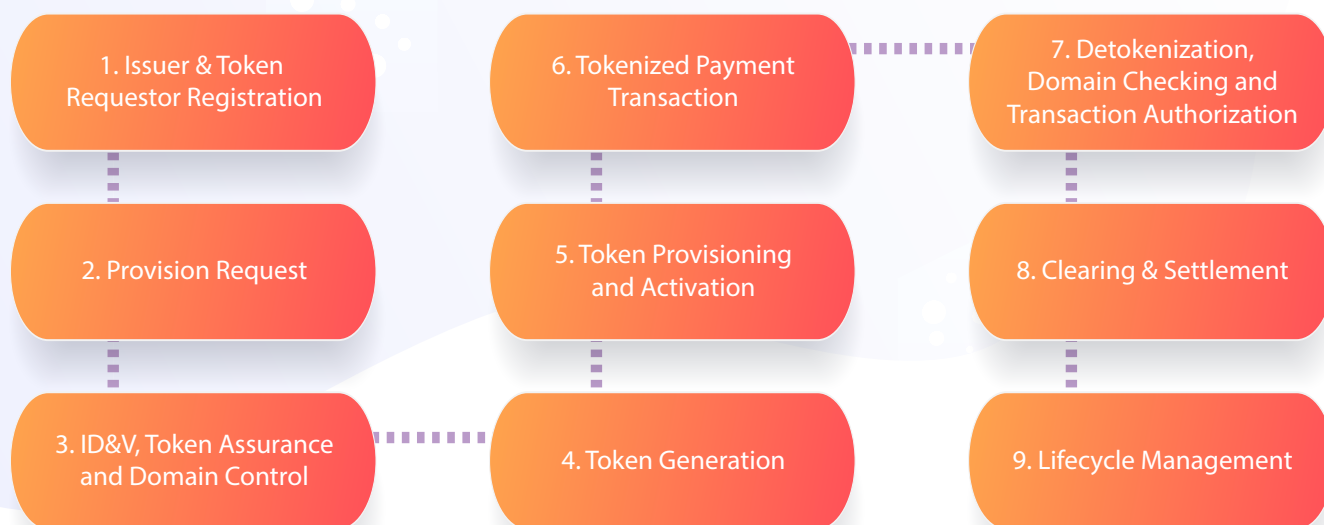 1. Issuer & Token
Requestor Registration
2. Provision Request
3. ID&V, Token Assurance
and Domain Control
4. Token Generation
5. Token Provisioning
and Activation
6. Tokenized Payment
Transaction
7. Detokenization,
Domain Checking and
Transaction Authorization
8. Clearing & Settlement
9. Lifecycle Management